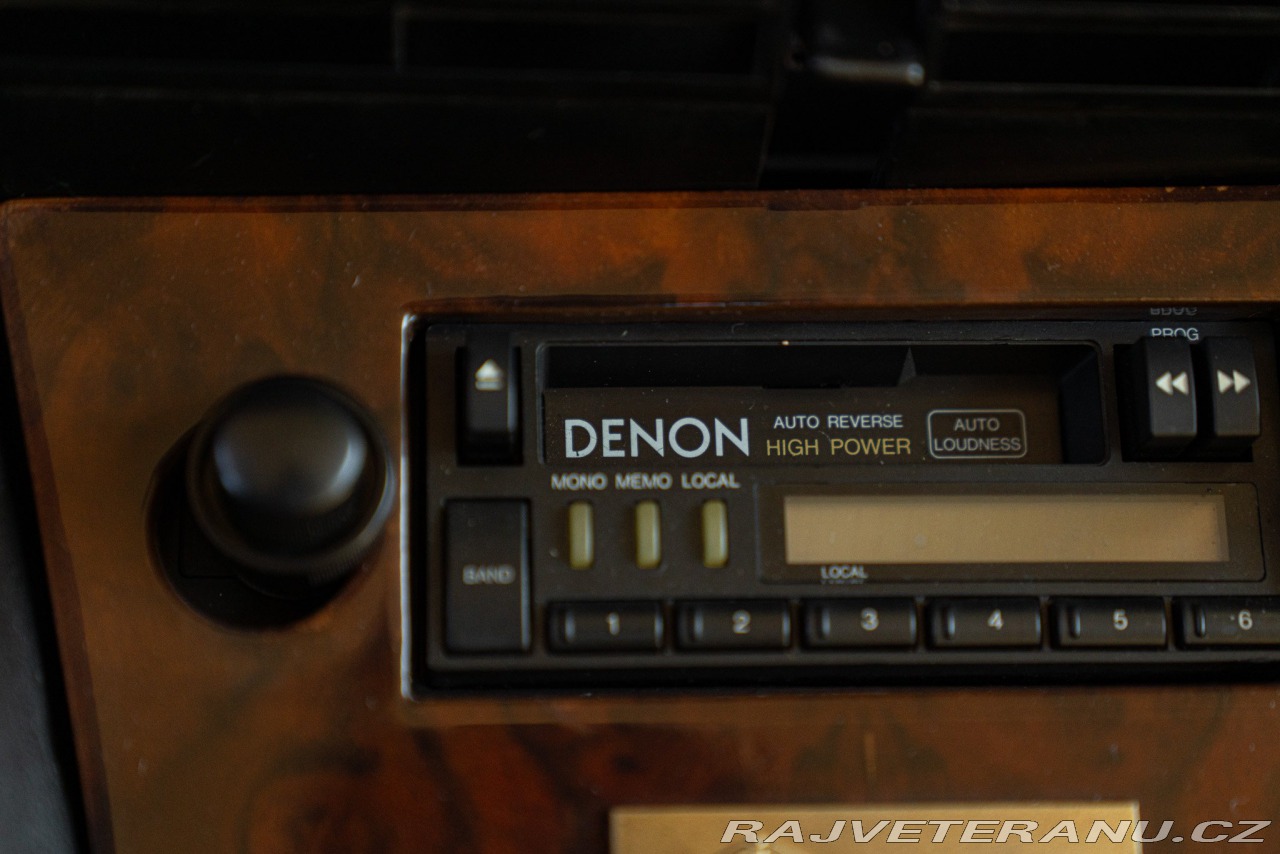 PROG
DENON
AUTO REVERSE
HIGH POWER
AUTO
LOUDNESS
MONO MEMO LOCAL
BAND
LOCAL
1 2 3 4 5 6
RAJVETERANU.CZ